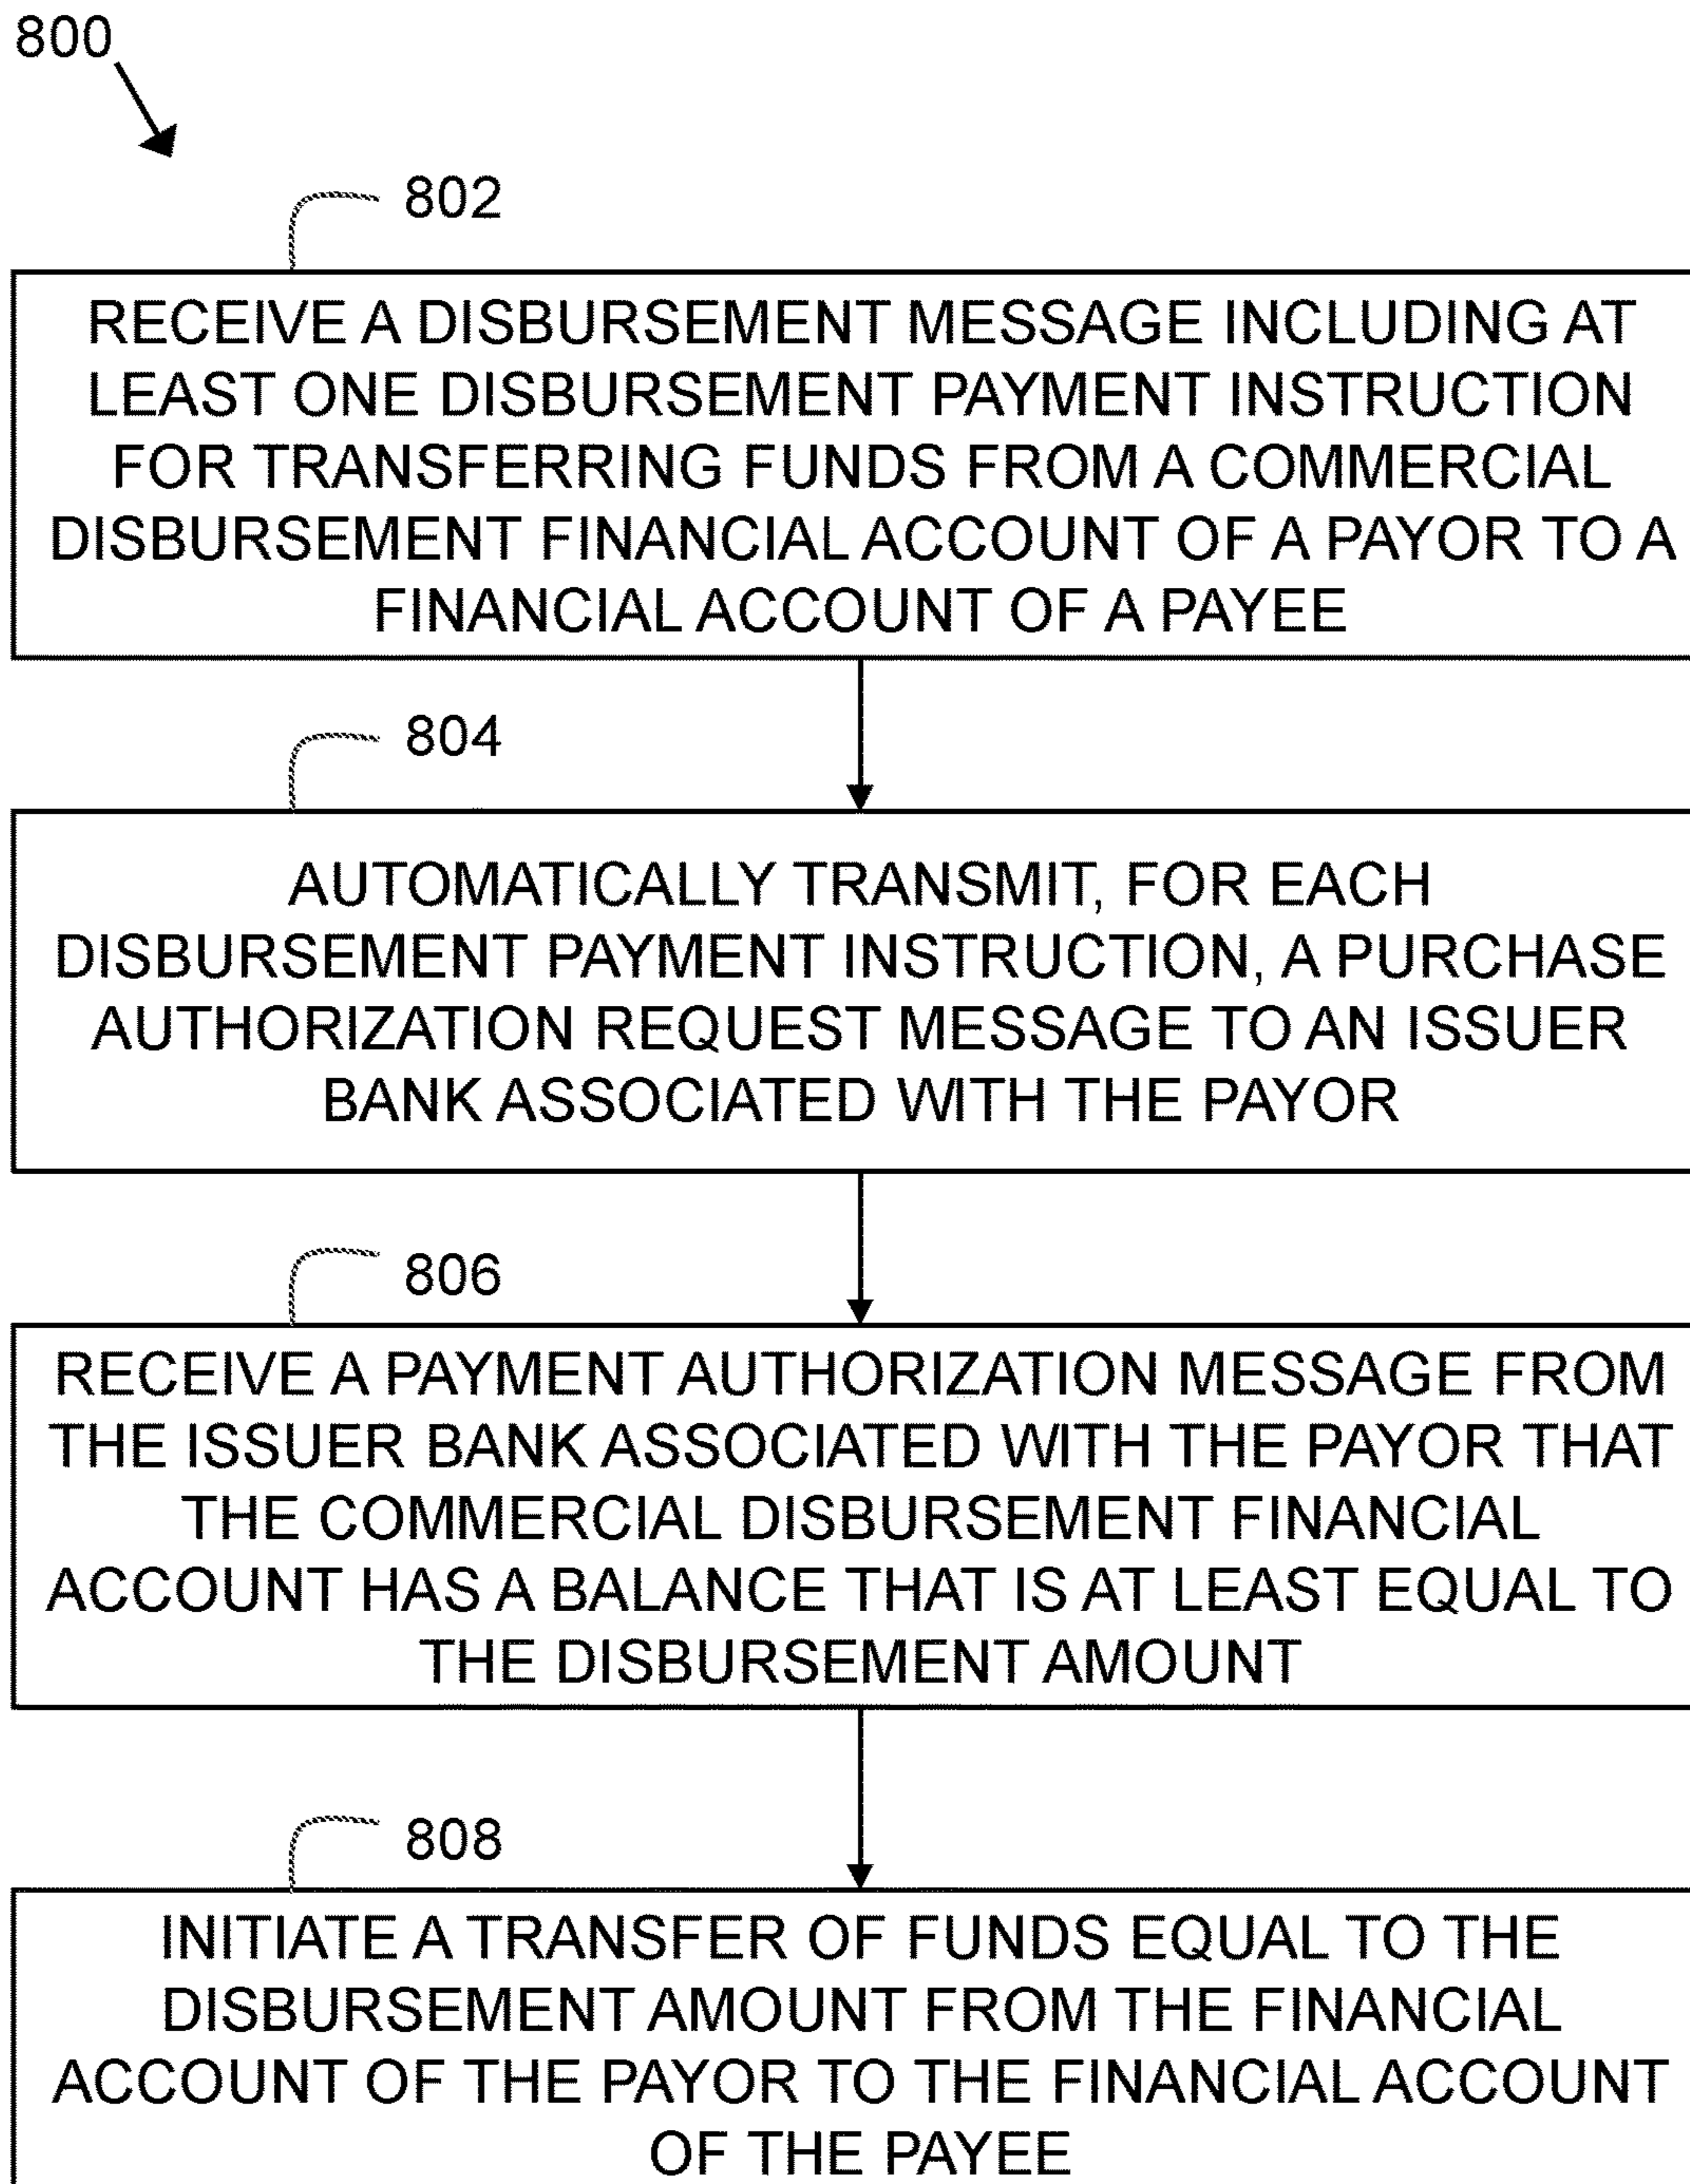 800
802
RECEIVE A DISBURSEMENT MESSAGE INCLUDING AT
LEAST ONE DISBURSEMENT PAYMENT INSTRUCTION
FOR TRANSFERRING FUNDS FROM A COMMERCIAL
DISBURSEMENT FINANCIAL ACCOUNT OF A PAYOR TO A
FINANCIAL ACCOUNT OF A PAYEE
804
AUTOMATICALLY TRANSMIT, FOR EACH
DISBURSEMENT PAYMENT INSTRUCTION, A PURCHASE
AUTHORIZATION REQUEST MESSAGE TO AN ISSUER
BANK ASSOCIATED WITH THE PAYOR
806
RECEIVE A PAYMENT AUTHORIZATION MESSAGE FROM
THE ISSUER BANK ASSOCIATED WITH THE PAYOR THAT
THE COMMERCIAL DISBURSEMENT FINANCIAL
ACCOUNT HAS A BALANCE THAT IS AT LEAST EQUAL TO
THE DISBURSEMENT AMOUNT
808
INITIATE A TRANSFER OF FUNDS EQUAL TO THE
DISBURSEMENT AMOUNT FROM THE FINANCIAL
ACCOUNT OF THE PAYOR TO THE FINANCIAL ACCOUNT
OF THE PAYEE